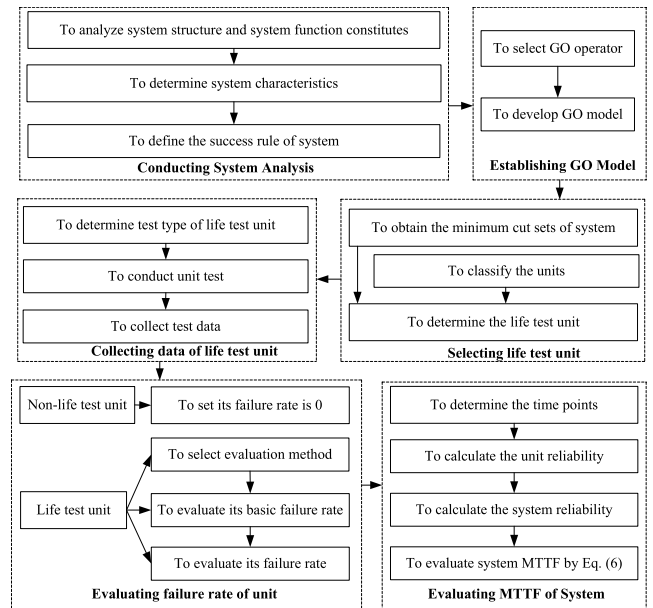 To analyze system structure and system function constitutes
To determine system characteristics
To define the success rule of system
Conducting System Analysis
To select GO operator
To develop GO model
Establishing GO Model
To determine test type of life test unit
To conduct unit test
To collect test data
Collecting data of life test unit
To obtain the minimum cut sets of system
To classify the units
To determine the life test unit
Selecting life test unit
Non-life test unit
To set its failure rate is 0
Life test unit
To select evaluation method
To evaluate its basic failure rate
To evaluate its failure rate
Evaluating failure rate of unit
To determine the time points
To calculate the unit reliability
To calculate the system reliability
To evaluate system MTTF by Eq. (6)
Evaluating MTTF of System